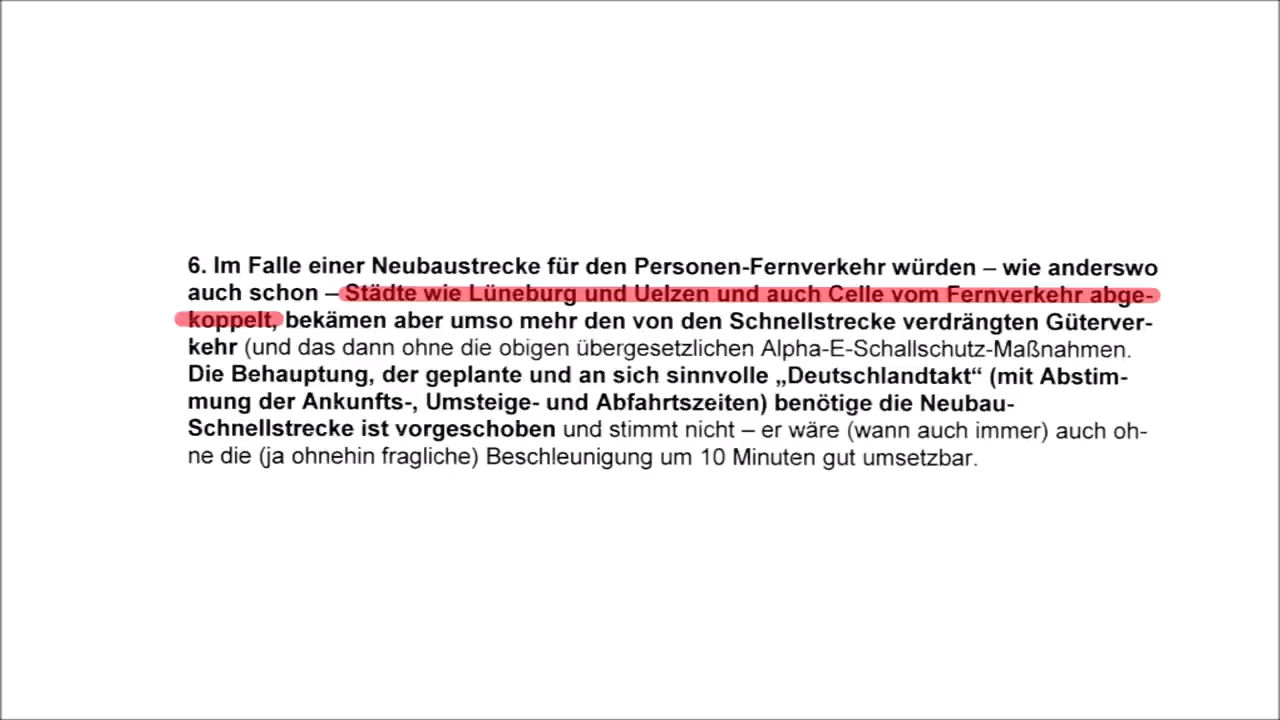 6. Im Falle einer Neubaustrecke für den Personen-Fernverkehr würden – wie anderswo
auch schon – Städte wie Lüneburg und Uelzen und auch Celle vom Fernverkehr abge-
koppelt, bekämen aber umso mehr den von den Schnellstrecke verdrängten Güterver-
kehr (und das dann ohne die obigen übergesetzlichen Alpha-E-Schallschutz-Maßnahmen.
Die Behauptung, der geplante und an sich sinnvolle „Deutschlandtakt“ (mit Abstim-
mung der Ankunfts-, Umsteige- und Abfahrtszeiten) benötige die Neubau-
Schnellstrecke ist vorgeschoben und stimmt nicht – er wäre (wann auch immer) auch oh-
ne die (ja ohnehin fragliche) Beschleunigung um 10 Minuten gut umsetzbar.